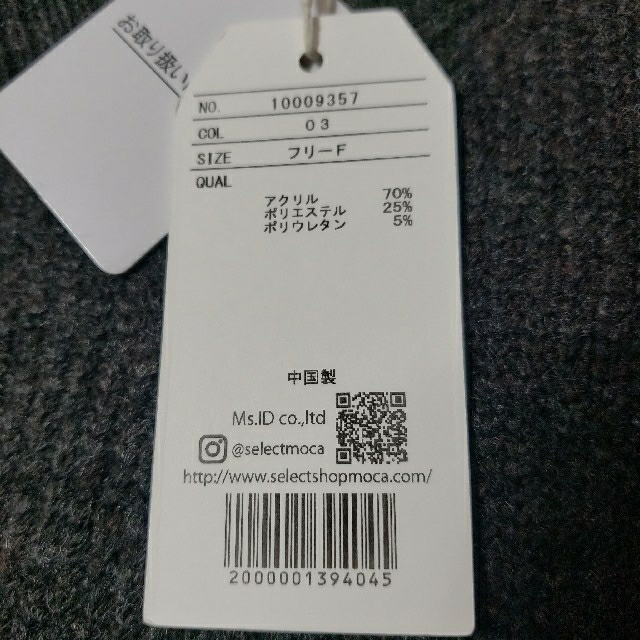 お取り扱い
NO. 10009357
COL 03
SIZE フリーF
QUAL
アクリル 70%
ポリエステル 25%
ポリウレタン 5%
中国製
Ms.ID co.,ltd
@selectmoca
http://www.selectshopmoca.com/
2000001394045